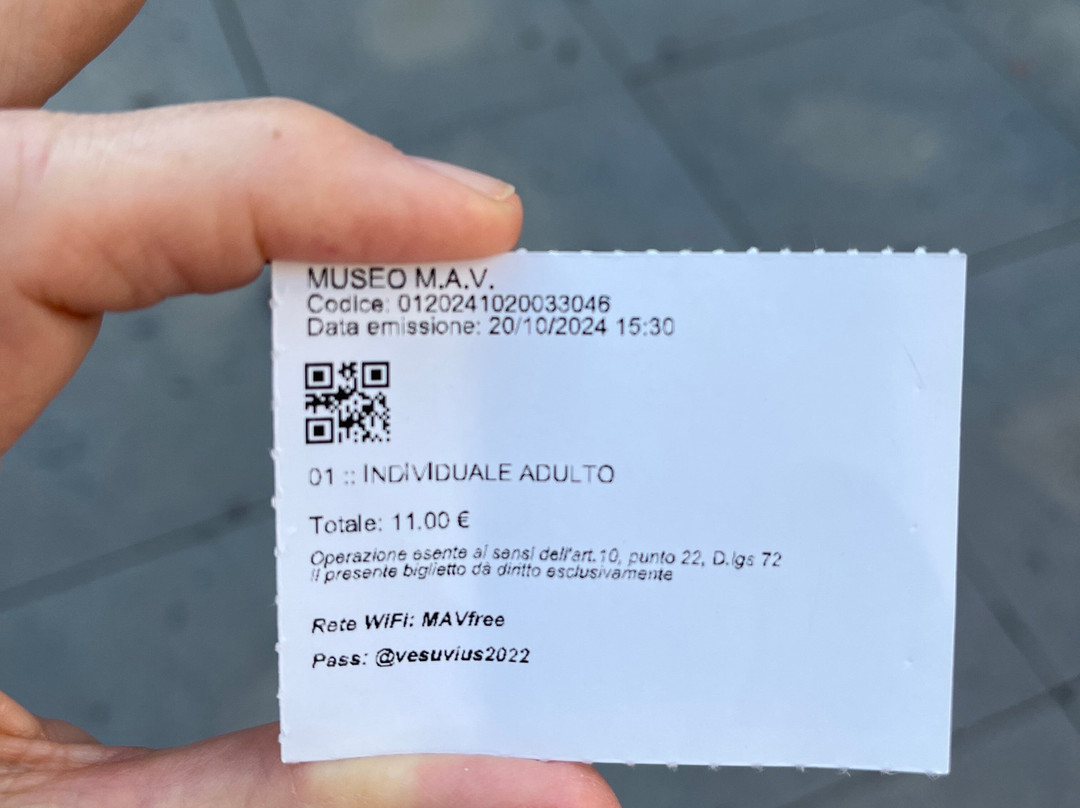 MUSEO M.A.V.
Codice: 0120241020033046
Data emissione: 20/10/2024 15:30
01 :: INDIVIDUALE ADULTO
Totale: 11.00 €
Operazione esente ai sensi dell'art.10, punto 22, D.lgs 72
Il presente biglietto dà diritto esclusivamente
Rete WiFi: MAVfree
Pass: @vesuvius2022